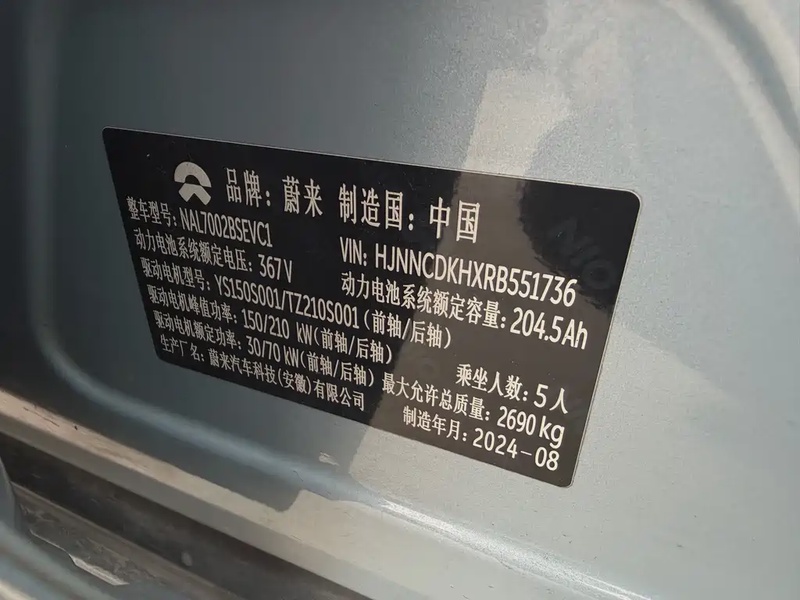 品牌：蔚来 制造国：中国
整车型号：NAL7002BSEVC1 VIN：HJNNCDKHXRB551736
动力电池系统额定电压：367V 动力电池系统额定容量：204.5Ah
驱动电机型号：YS150S001/TZ210S001(前轴/后轴)
驱动电机峰值功率：150/210 kW(前轴/后轴) 乘坐人数：5人
驱动电机额定功率：30/70 kW(前轴/后轴) 最大允许总质量：2690kg
生产厂名：蔚来汽车科技(安徽)有限公司 制造年月：2024-08